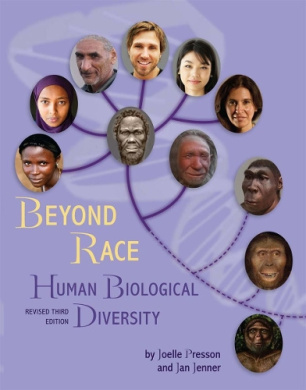 BEYOND
RACE
HUMAN BIOLOGICAL
REVISED THIRD
EDITION
DIVERSITY
by Joelle Presson
and Jan Jenner